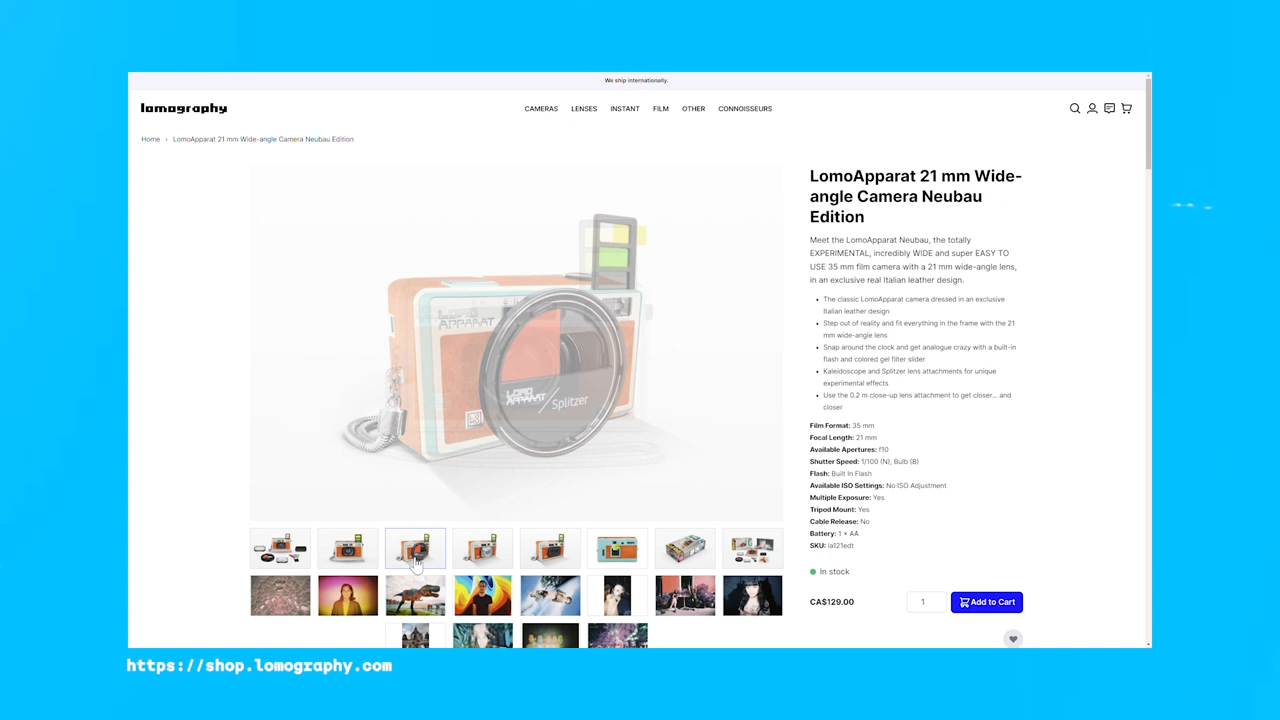 We ship internationally.
lomography
CAMERAS LENSES INSTANT FILM OTHER CONNOISSEURS
Home › LomoApparat 21 mm Wide-angle Camera Neubau Edition
LomoApparat 21 mm Wide-
angle Camera Neubau
Edition
Meet the LomoApparat Neubau, the totally
EXPERIMENTAL, incredibly WIDE and super EASY TO
USE 35 mm film camera with a 21 mm wide-angle lens,
in an exclusive real Italian leather design.
• The classic LomoApparat camera dressed in an exclusive
Italian leather design
• Step out of reality and fit everything in the frame with the 21
mm wide-angle lens
• Snap around the clock and get analogue crazy with a built-in
flash and colored gel filter slider
• Kaleidoscope and Splitzer lens attachments for unique
experimental effects
• Use the 0.2 m close-up lens attachment to get closer... and
closer
Film Format: 35 mm
Focal Length: 21 mm
Available Apertures: f10
Shutter Speed: 1/100 (N), Bulb (B)
Flash: Built In Flash
Available ISO Settings: No ISO Adjustment
Multiple Exposure: Yes
Tripod Mount: Yes
Cable Release: No
Battery: 1 × AA
SKU: la121edt
In stock
CA$129.00 1 Add to Cart
LOMO
APPARAT
LOMO
APPARAT / Splitzer
https://shop.lomography.com